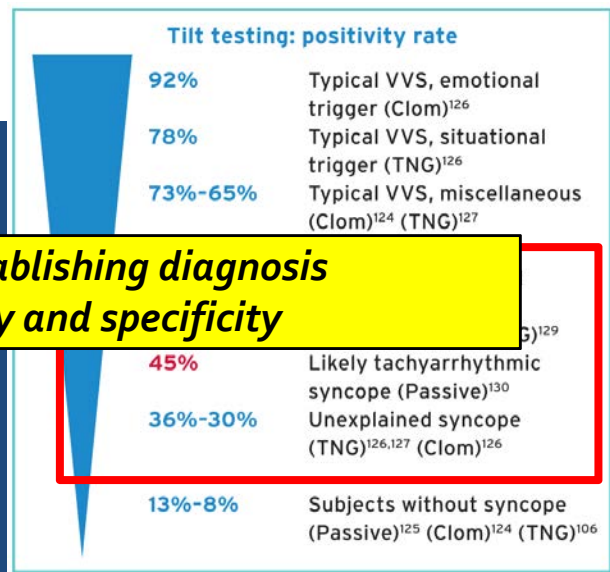 Tilt testing: positivity rate
92% Typical VVS, emotional
trigger (Clom)126
78% Typical VVS, situational
trigger (TNG)126
73%-65% Typical VVS, miscellaneous
(Clom)124 (TNG)127
diagnosis
and specificity
129
45% Likely tachyarrhythmic
syncope (Passive)130
36%-30% Unexplained syncope
(TNG)126,127 (Clom)126
13%-8% Subjects without syncope
(Passive)125 (Clom)124 (TNG)106